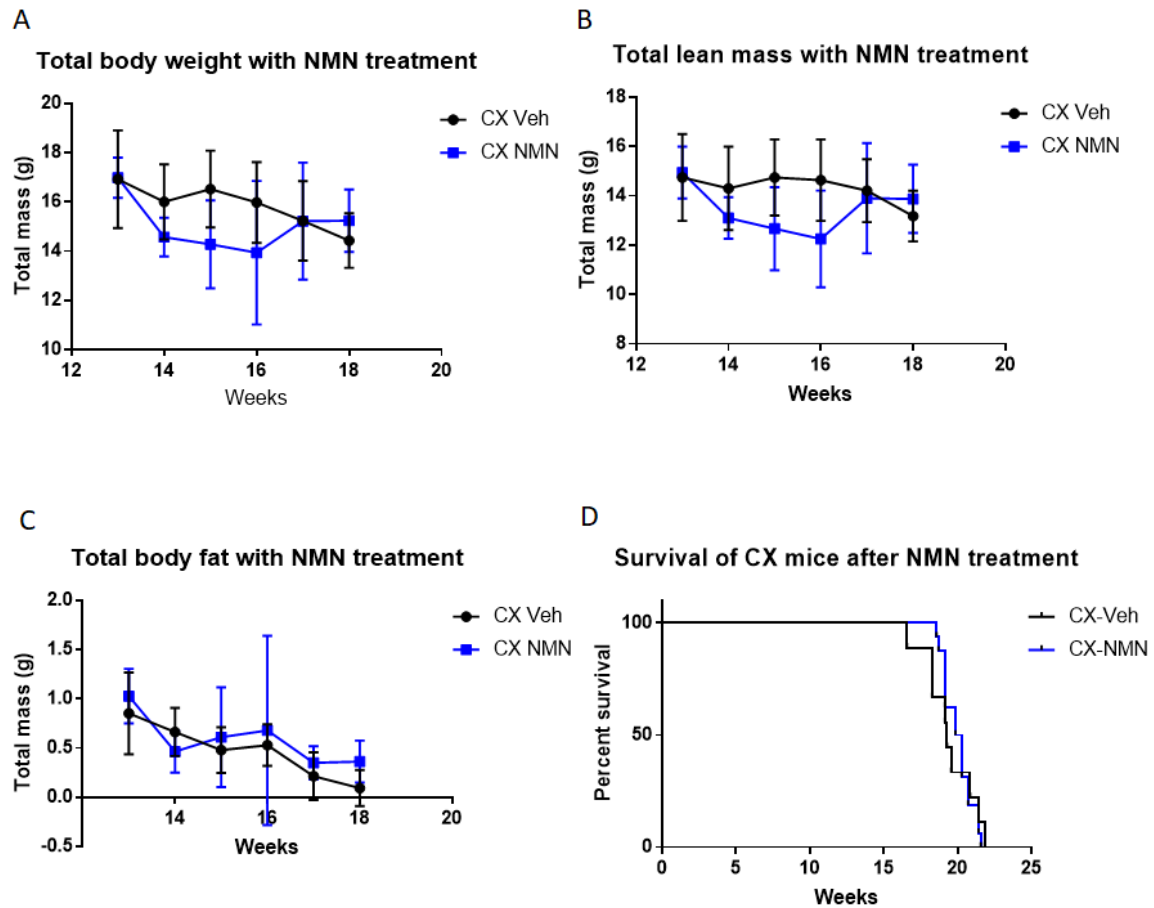 A
Total body weight with NMN treatment
Total mass (g)
20
18
16
14
12
10
12
14
16
18
20
Weeks
CX Veh
CX NMN
B
Total lean mass with NMN treatment
Total mass (g)
18
16
14
12
10
8
12
14
16
18
20
Weeks
CX Veh
CX NMN
C
Total body fat with NMN treatment
Total mass (g)
2.0
1.5
1.0
0.5
0.0
-0.5
14
16
18
20
Weeks
CX Veh
CX NMN
D
Survival of CX mice after NMN treatment
Percent survival
100
50
0
0
5
10
15
20
25
Weeks
CX-Veh
CX-NMN